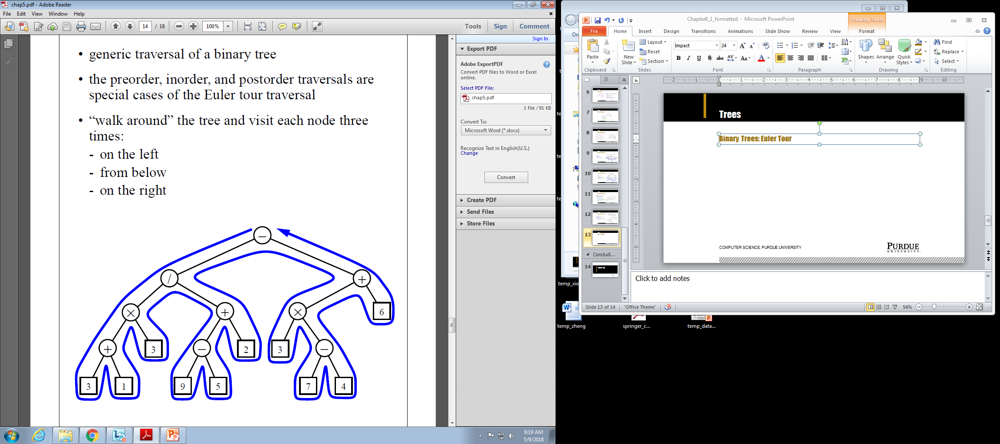 chap5.pdf - Adobe Reader
File Edit View Window Help
14 / 18 100% Tools Sign Comment
• generic traversal of a binary tree
• the preorder, inorder, and postorder traversals are
special cases of the Euler tour traversal
• “walk around” the tree and visit each node three
times:
- on the left
- from below
- on the right
−
/ +
× + × 6
+ 3 − 2 3 −
3 1 9 5 7 4
Sign In
Export PDF
Adobe ExportPDF
Convert PDF files to Word or Excel
online.
Select PDF File:
chap5.pdf
1 file / 91 KB
Convert To:
Microsoft Word (*.docx)
Recognize Text in English(U.S.)
Change
Convert
Create PDF
Send Files
Store Files
9:19 AM
5/9/2018
Chapter8_1_formatted - Microsoft PowerPoint
Drawing Tools
File Home Insert Design Transitions Animations Slide Show Review View Format
Paste
Clipboard
New
Slide
Layout
Reset
Section
Slides
Impact 24
B I U S abc AV Aa A
Font
Paragraph
Shapes Arrange Quick
Styles
Drawing
Find
Replace
Select
Editing
6
7
8
9
10
11
12
13
Concludi...
14
Trees
Binary Trees: Euler Tour
COMPUTER SCIENCE, PURDUE UNIVERSITY
PURDUE
UNIVERSITY
Click to add notes
Slide 13 of 14 "Office Theme" 54%
temp_xio
temp_zheng
springer_c...
temp_data...